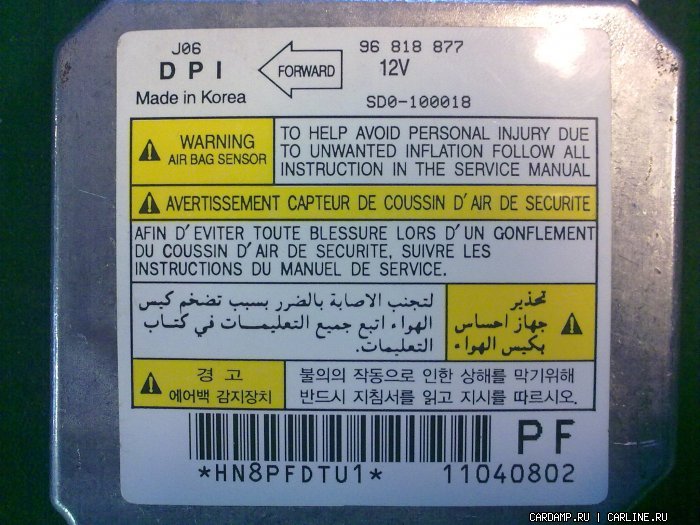 J06
96 818 877
DPI
FORWARD
12V
Made in Korea
SD0-100018
WARNING
AIR BAG SENSOR
TO HELP AVOID PERSONAL INJURY DUE
TO UNWANTED INFLATION FOLLOW ALL
INSTRUCTION IN THE SERVICE MANUAL
AVERTISSEMENT CAPTEUR DE COUSSIN D'AIR DE SECURITE
AFIN D'EVITER TOUTE BLESSURE LORS D'UN GONFLEMENT
DU COUSSIN D'AIR DE SECURITE, SUIVRE LES
INSTRUCTIONS DU MANUEL DE SERVICE.
تحذير
جهاز احساس
بكيس الهواء
لتجنب الاصابة بالضرر بسبب تضخم كيس
الهواء اتبع جميع التعليمات في كتاب
التعليمات.
경 고
에어백 감지장치
불의의 작동으로 인한 상해를 막기위해
반드시 지침서를 읽고 지시를 따르시오.
PF
*HN8PFDTU1*
11040802
CARDAMP.RU | CARLINE.RU